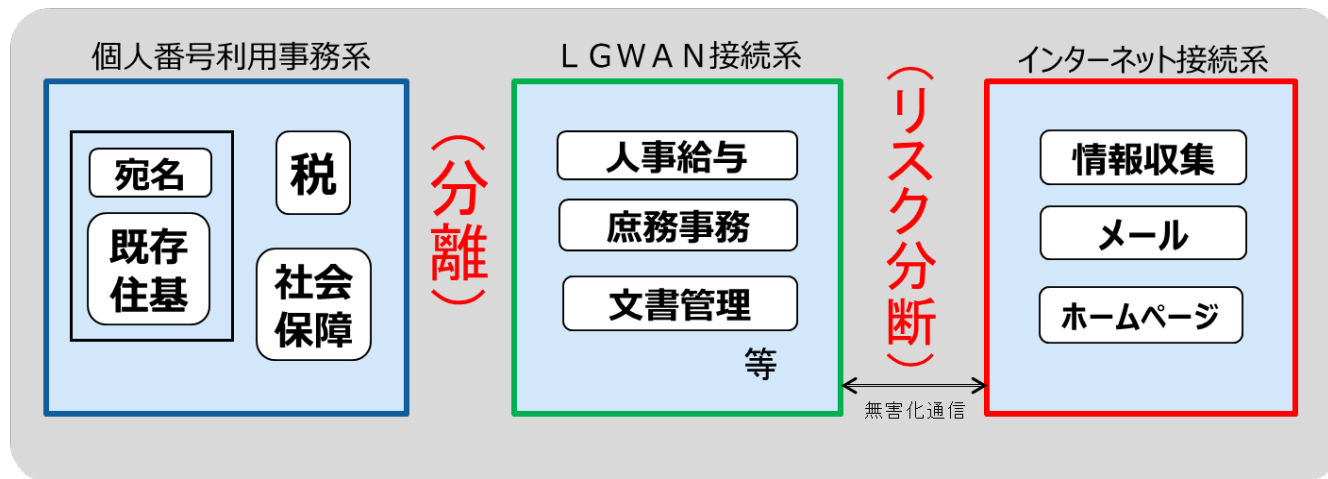 個人番号利用事務系
宛名
既存
住基
税
社会
保障
（分離）
ＬＧＷＡＮ接続系
人事給与
庶務事務
文書管理
等
（リスク分断）
無害化通信
インターネット接続系
情報収集
メール
ホームページ